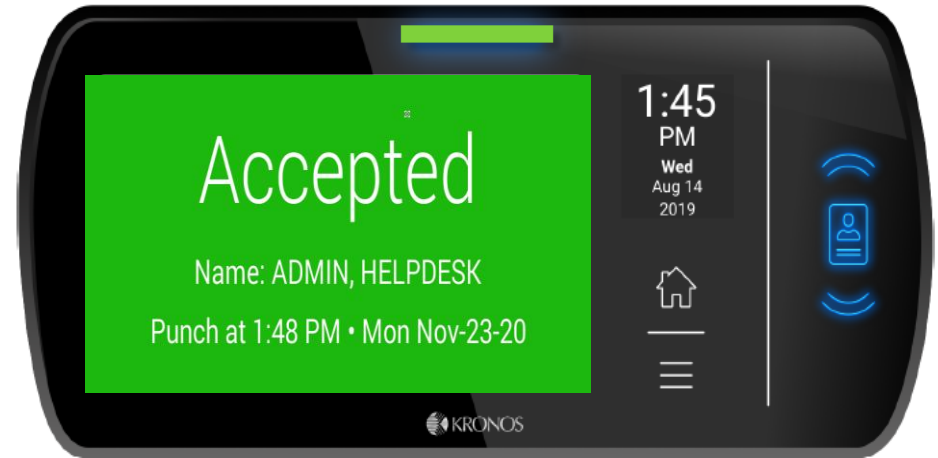 Accepted
Name: ADMIN, HELPDESK
Punch at 1:48 PM • Mon Nov-23-20
1:45
PM
Wed
Aug 14
2019
KRONOS